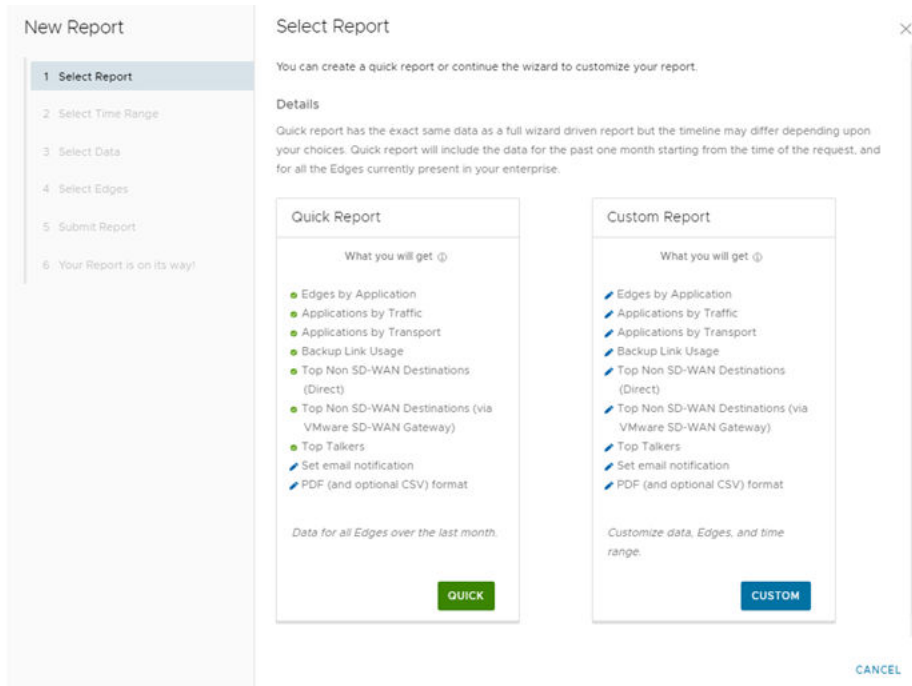 New Report
1 Select Report
2 Select Time Range
3 Select Data
4 Select Edges
5 Submit Report
6 Your Report is on its way!
Select Report
You can create a quick report or continue the wizard to customize your report.
Details
Quick report has the exact same data as a full wizard driven report but the timeline may differ depending upon
your choices. Quick report will include the data for the past one month starting from the time of the request, and
for all the Edges currently present in your enterprise.
Quick Report
What you will get
Edges by Application
Applications by Traffic
Applications by Transport
Backup Link Usage
Top Non SD-WAN Destinations
(Direct)
Top Non SD-WAN Destinations (via
VMware SD-WAN Gateway)
Top Talkers
Set email notification
PDF (and optional CSV) format
Data for all Edges over the last month.
QUICK
Custom Report
What you will get
Edges by Application
Applications by Traffic
Applications by Transport
Backup Link Usage
Top Non SD-WAN Destinations
(Direct)
Top Non SD-WAN Destinations (via
VMware SD-WAN Gateway)
Top Talkers
Set email notification
PDF (and optional CSV) format
Customize data, Edges, and time
range.
CUSTOM
CANCEL